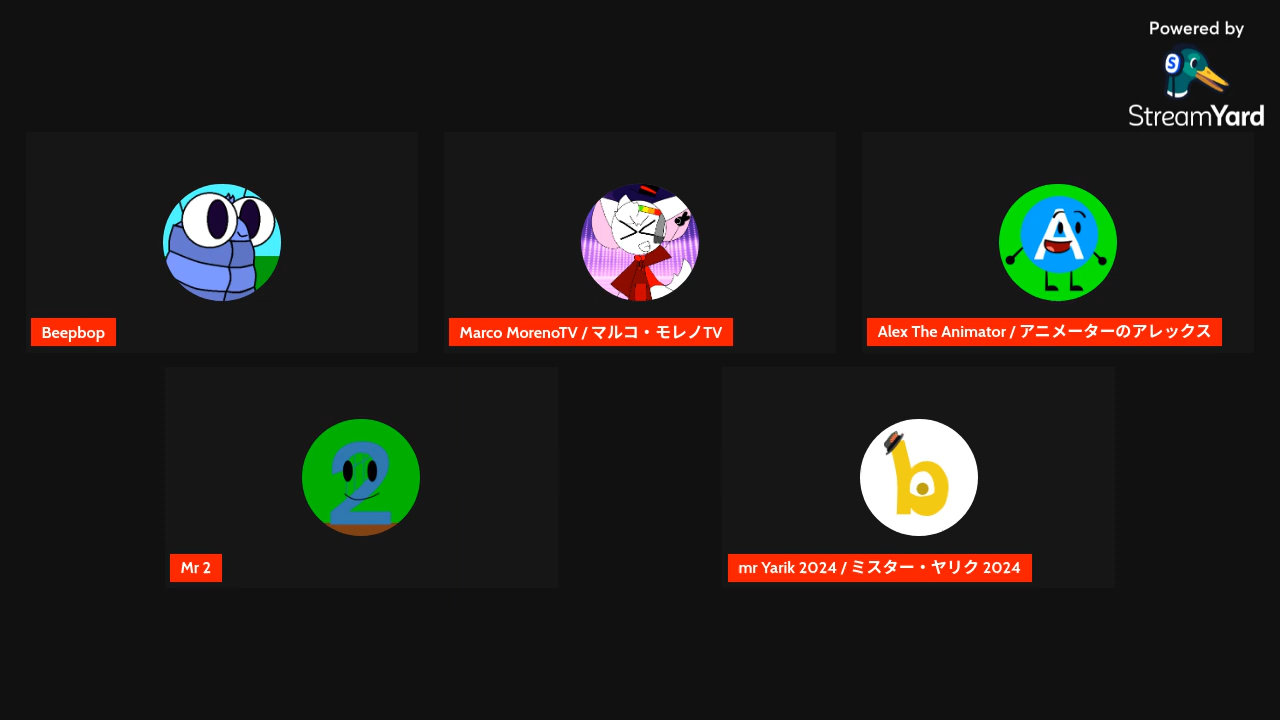 Powered by
S
StreamYard
Beepbop
Marco MorenoTV / マルコ・モレノTV
A
Alex The Animator / アニメーターのアレックス
2
Mr 2
b
mr Yarik 2024 / ミスター・ヤリク 2024